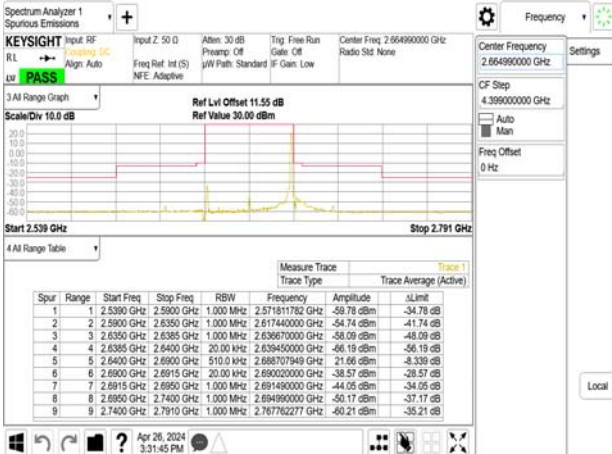 Spectrum Analyzer 1
Spurious Emissions
Frequency
KEYSIGHT Input: RF Input Z: 50 Ω Atten: 30 dB Trig: Free Run Center Freq: 2.664990000 GHz
Coupling: DC Preamp: Off Gate: Off Radio Std: None
RL Align: Auto Freq Ref: Int (S) µW Path: Standard IF Gain: Low
NFE: Adaptive
PASS
Center Frequency
2.664990000 GHz
Settings
CF Step
4.399000000 GHz
Auto
Man
Freq Offset
0 Hz
3 All Range Graph
Ref Lvl Offset 11.55 dB
Scale/Div 10.0 dB Ref Value 30.00 dBm
20.0
10.0
0.00
-10.0
-20.0
-30.0
-40.0
-50.0
-60.0
Start 2.539 GHz Stop 2.791 GHz
4 All Range Table
Measure Trace Trace 1
Trace Type Trace Average (Active)
Spur Range Start Freq Stop Freq RBW Frequency Amplitude ΔLimit
1 1 2.5390 GHz 2.5900 GHz 1.000 MHz 2.571811782 GHz -59.78 dBm -34.78 dB
2 2 2.5900 GHz 2.6350 GHz 1.000 MHz 2.617440000 GHz -54.74 dBm -41.74 dB
3 3 2.6350 GHz 2.6385 GHz 1.000 MHz 2.636670000 GHz -58.09 dBm -48.09 dB
4 4 2.6385 GHz 2.6400 GHz 20.00 kHz 2.639450000 GHz -66.19 dBm -56.19 dB
5 5 2.6400 GHz 2.6900 GHz 510.0 kHz 2.688707949 GHz 21.66 dBm -8.339 dB
6 6 2.6900 GHz 2.6915 GHz 20.00 kHz 2.690020000 GHz -38.57 dBm -28.57 dB
7 7 2.6915 GHz 2.6950 GHz 1.000 MHz 2.691490000 GHz -44.05 dBm -34.05 dB
8 8 2.6950 GHz 2.7400 GHz 1.000 MHz 2.694990000 GHz -50.17 dBm -37.17 dB
9 9 2.7400 GHz 2.7910 GHz 1.000 MHz 2.767762277 GHz -60.21 dBm -35.21 dB
Local
Apr 26, 2024
3:31:45 PM